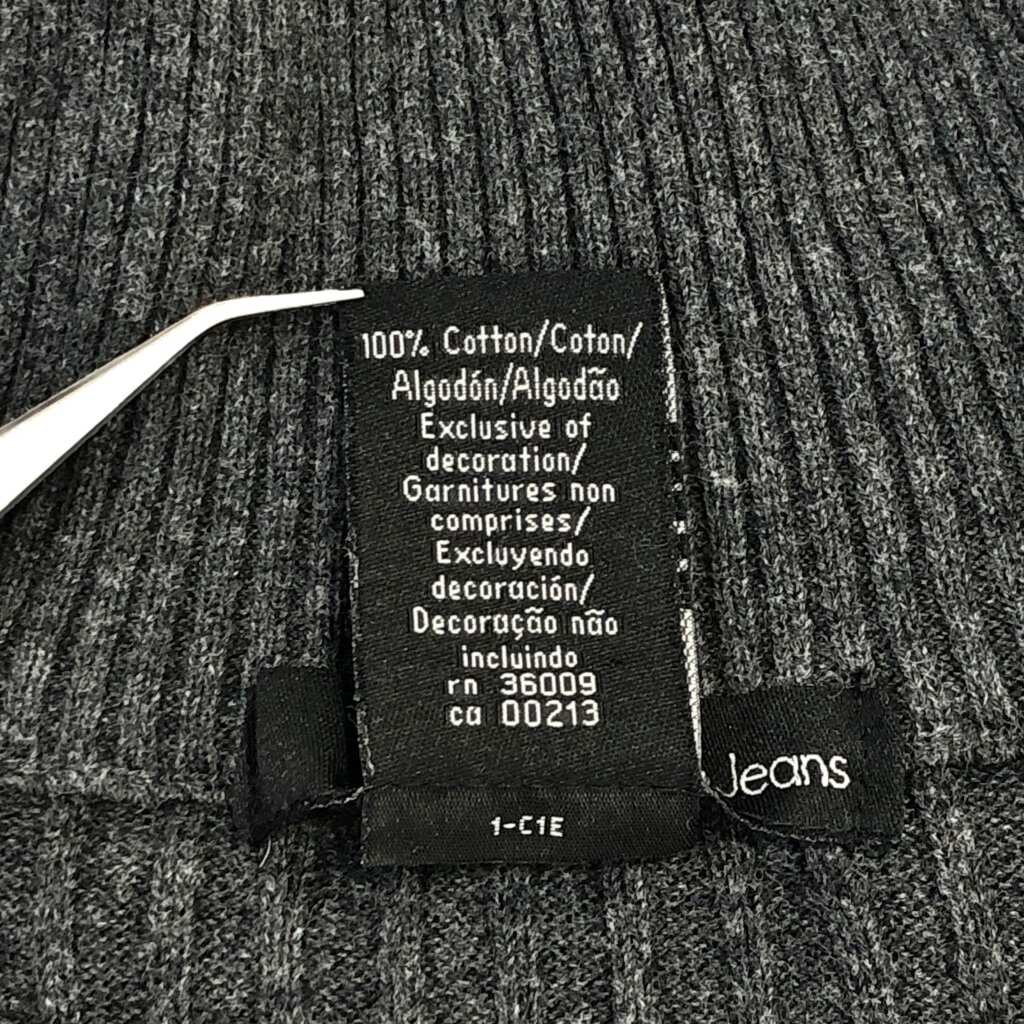 100% Cotton/Coton/
Algodón/Algodão
Exclusive of
decoration/
Garnitures non
comprises/
Excluyendo
decoración/
Decoração não
incluindo
rn 36009
ca 00213
Jeans
1-C1E